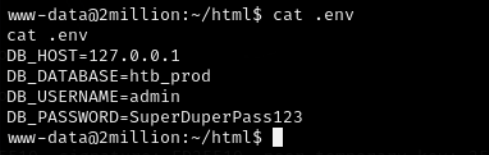 www-data@2million:~/html$ cat .env
cat .env
DB_HOST=127.0.0.1
DB_DATABASE=htb_prod
DB_USERNAME=admin
DB_PASSWORD=SuperDuperPass123
www-data@2million:~/html$